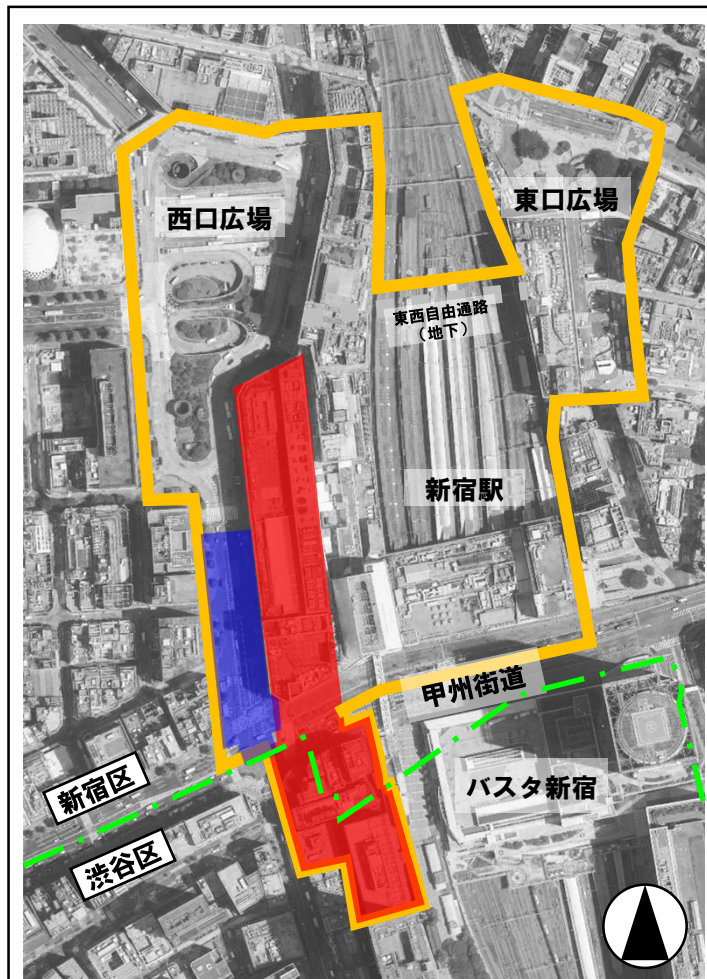 西口広場
東口広場
東西自由通路
（地下）
新宿駅
甲州街道
バスタ新宿
新宿区
渋谷区